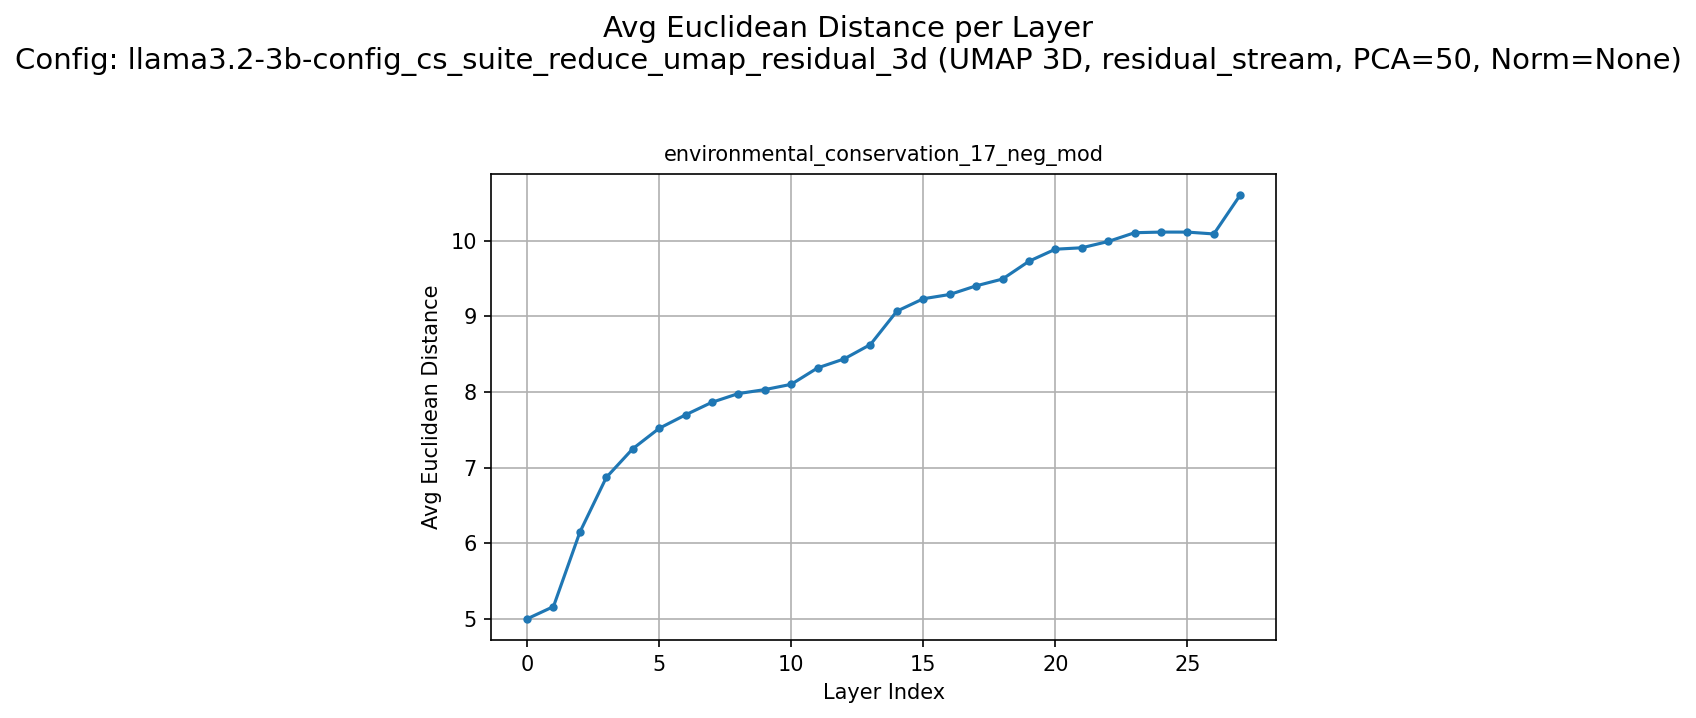 Avg Euclidean Distance per Layer
Config: llama3.2-3b-config_cs_suite_reduce_umap_residual_3d (UMAP 3D, residual_stream, PCA=50, Norm=None)
environmental_conservation_17_neg_mod
Avg Euclidean Distance
10
9
8
7
6
5
0 5 10 15 20 25
Layer Index